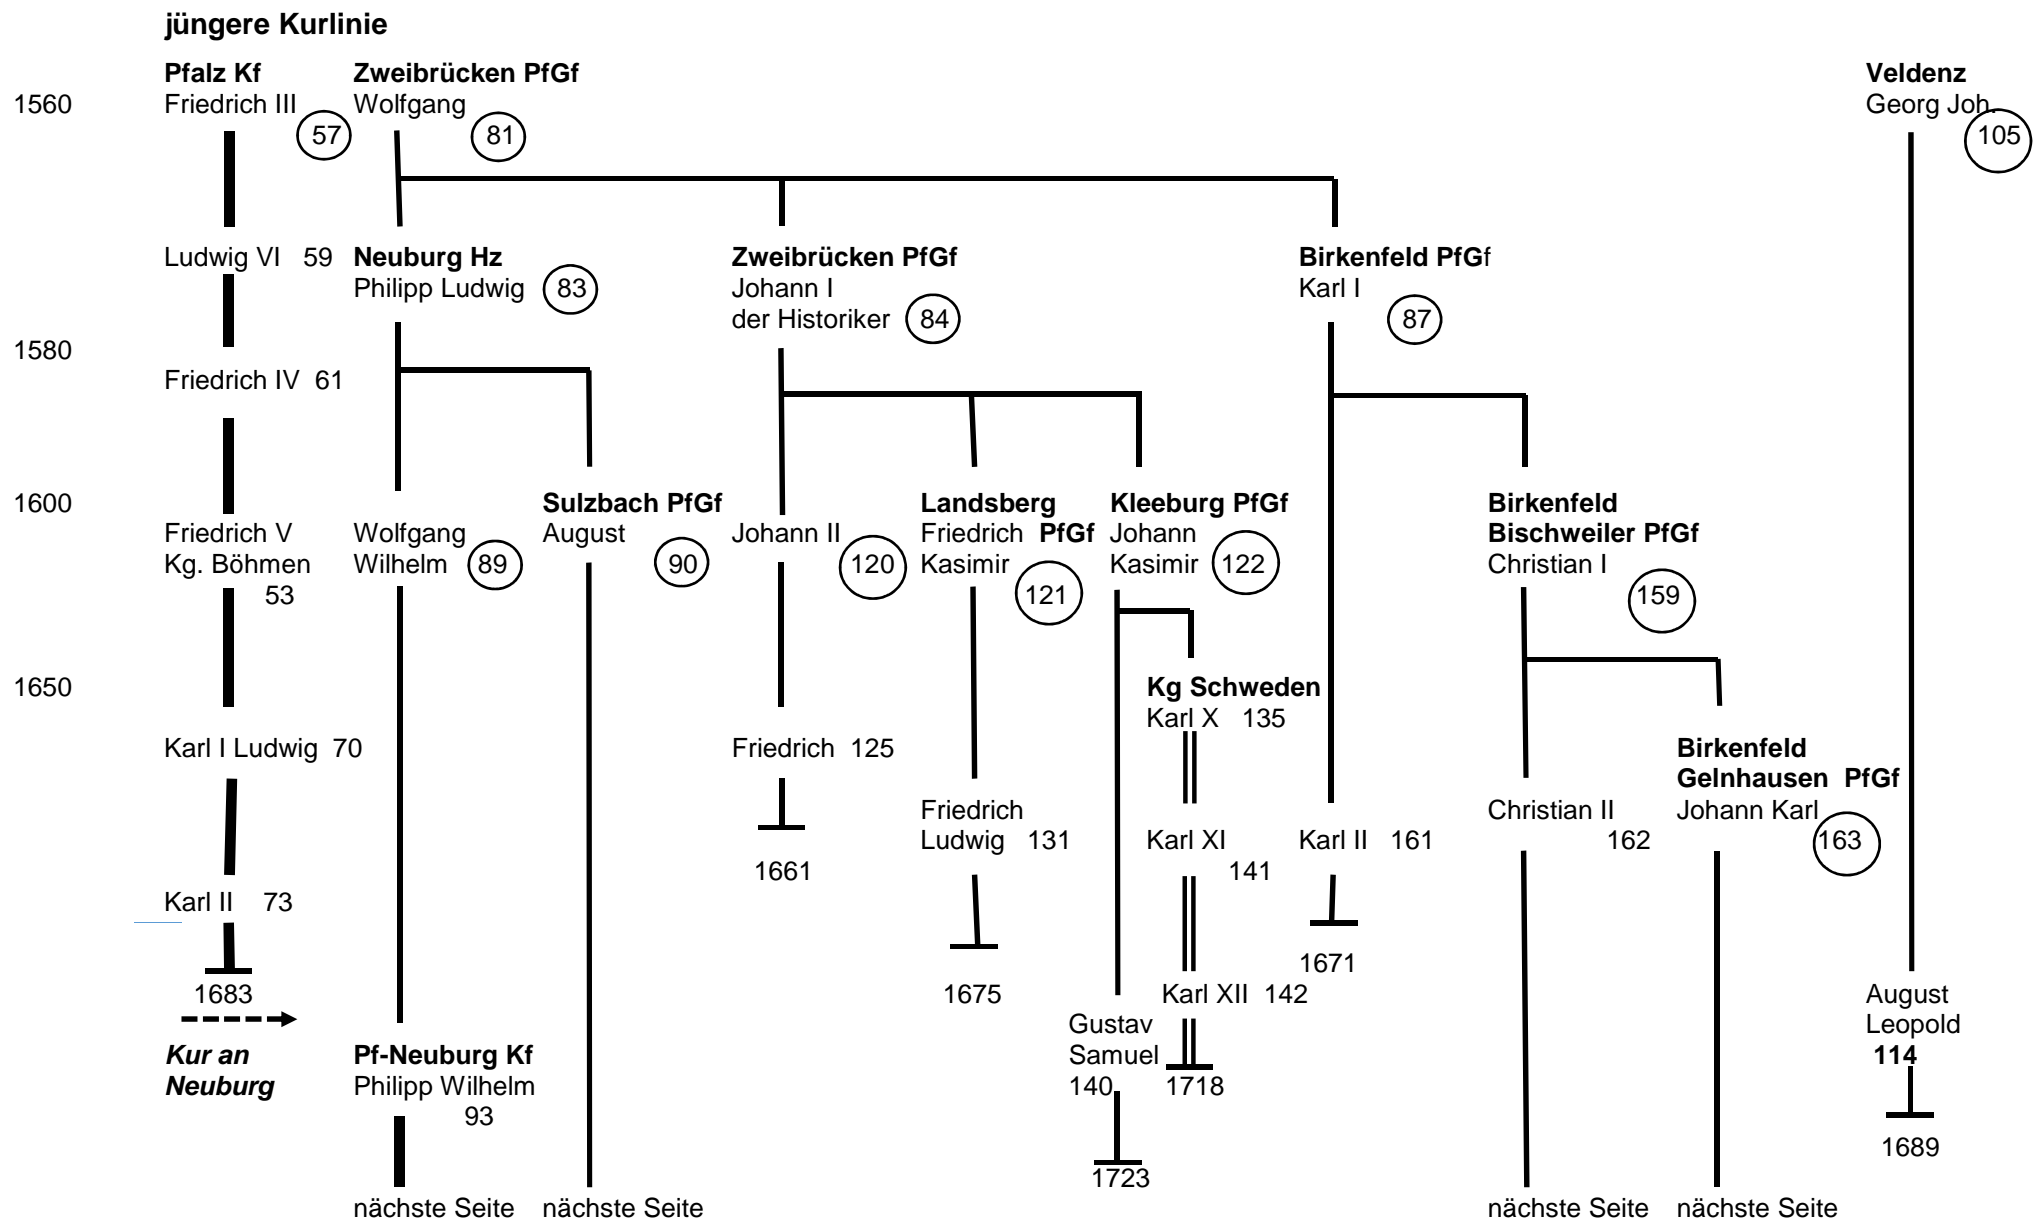 jüngere Kurlinie
Pfalz Kf Zweibrücken PfGf Veldenz
1560 Friedrich III Wolfgang Georg Joh.
57 81 105
Ludwig VI 59 Neuburg Hz Zweibrücken PfGf Birkenfeld PfGf
Philipp Ludwig 83 Johann I Karl I
der Historiker 84 87
1580
Friedrich IV 61
1600 Sulzbach PfGf Landsberg Kleeburg PfGf Birkenfeld
Friedrich V Wolfgang August Johann II Friedrich PfGf Johann Bischweiler PfGf
Kg. Böhmen Wilhelm 89 90 120 Kasimir Kasimir 122 Christian I
53 121 159
1650 Kg Schweden
Karl X 135
Karl I Ludwig 70 Friedrich 125 Birkenfeld
Gelnhausen PfGf
Friedrich Christian II Johann Karl
Ludwig 131 Karl XI Karl II 161 162 163
1661 141
Karl II 73
1671
1683 1675 Karl XII 142 August
Gustav Leopold
Kur an Pf-Neuburg Kf Samuel 114
Neuburg Philipp Wilhelm 140 1718
93
1689
1723
nächste Seite nächste Seite nächste Seite nächste Seite